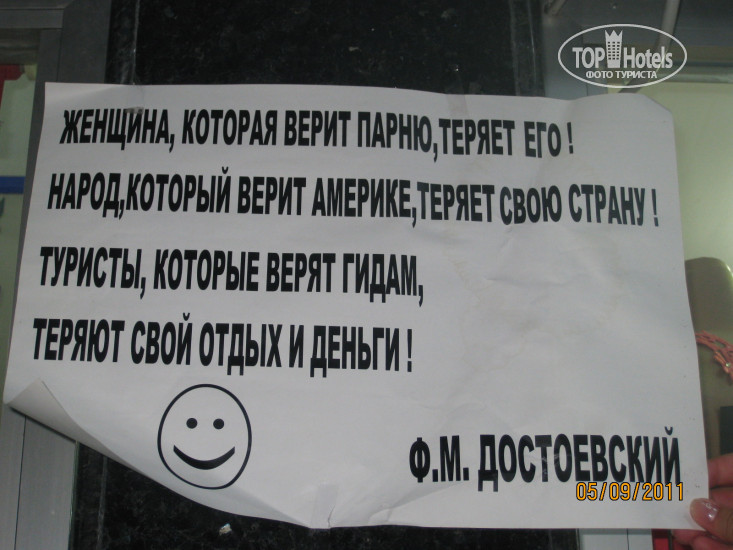 TOP Hotels
ФОТО ТУРИСТА
ЖЕНЩИНА, КОТОРАЯ ВЕРИТ ПАРНЮ,ТЕРЯЕТ ЕГО !
НАРОД,КОТОРЫЙ ВЕРИТ АМЕРИКЕ,ТЕРЯЕТ СВОЮ СТРАНУ !
ТУРИСТЫ, КОТОРЫЕ ВЕРЯТ ГИДАМ,
ТЕРЯЮТ СВОЙ ОТДЫХ И ДЕНЬГИ !
Ф.М. ДОСТОЕВСКИЙ
05/09/2011